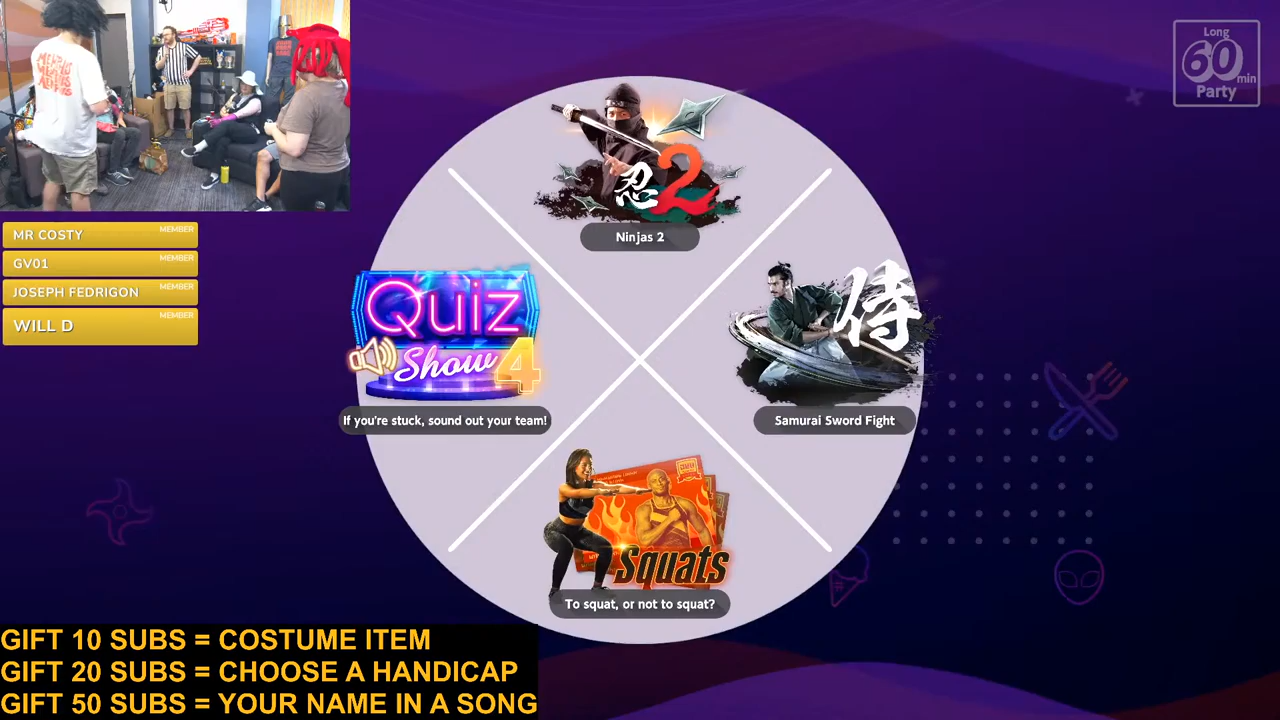 MEMPHIS
MEMPHIS
MEMPHIS
MR COSTY
MEMBER
GV01
MEMBER
JOSEPH FEDRIGON
MEMBER
WILL D
MEMBER
Long
60
min
Party
忍 2
Ninjas 2
Quiz
Show 4
If you're stuck, sound out your team!
侍
Samurai Sword Fight
Squats
To squat, or not to squat?
GIFT 10 SUBS = COSTUME ITEM
GIFT 20 SUBS = CHOOSE A HANDICAP
GIFT 50 SUBS = YOUR NAME IN A SONG